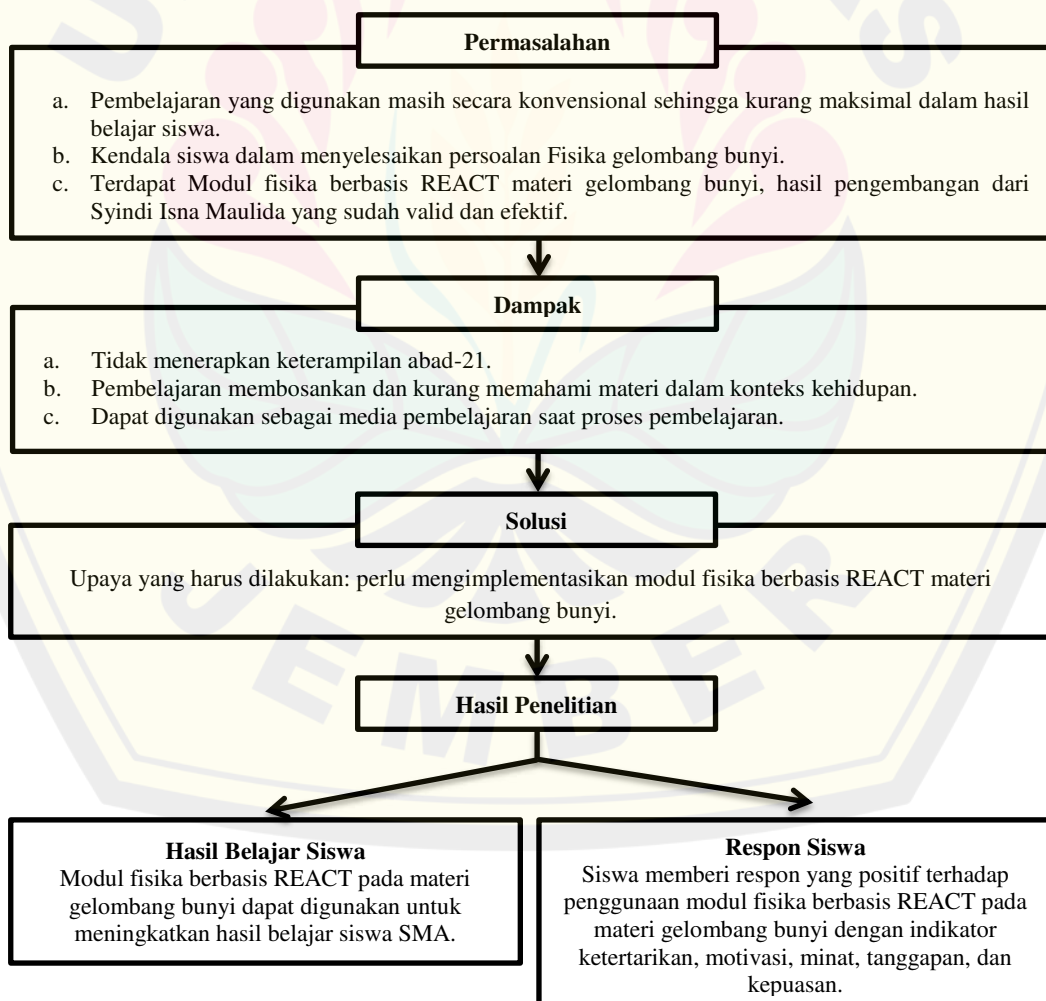 Permasalahan
a. Pembelajaran yang digunakan masih secara konvensional sehingga kurang maksimal dalam hasil
belajar siswa.
b. Kendala siswa dalam menyelesaikan persoalan Fisika gelombang bunyi.
c. Terdapat Modul fisika berbasis REACT materi gelombang bunyi, hasil pengembangan dari
Syindi Isna Maulida yang sudah valid dan efektif.
Dampak
a. Tidak menerapkan keterampilan abad-21.
b. Pembelajaran membosankan dan kurang memahami materi dalam konteks kehidupan.
c. Dapat digunakan sebagai media pembelajaran saat proses pembelajaran.
Solusi
Upaya yang harus dilakukan: perlu mengimplementasikan modul fisika berbasis REACT materi
gelombang bunyi.
JEMBER
Hasil Penelitian
Hasil Belajar Siswa
Modul fisika berbasis REACT pada materi
gelombang bunyi dapat digunakan untuk
meningkatkan hasil belajar siswa SMA.
Respon Siswa
Siswa memberi respon yang positif terhadap
penggunaan modul fisika berbasis REACT pada
materi gelombang bunyi dengan indikator
ketertarikan, motivasi, minat, tanggapan, dan
kepuasan.